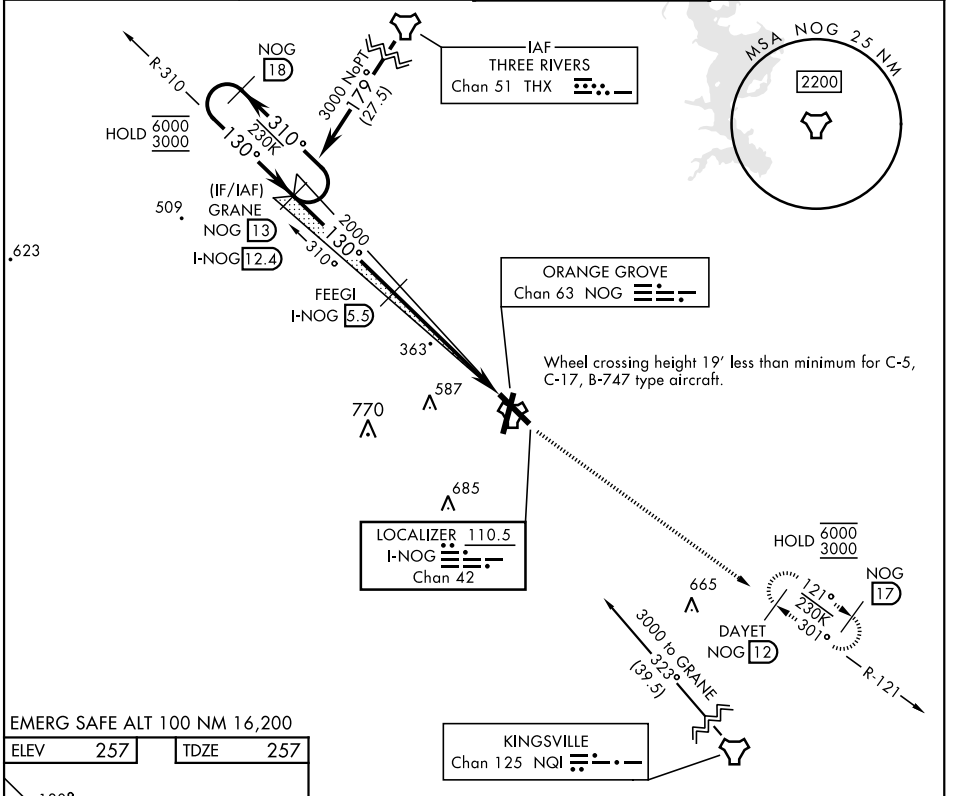 NOG
18
R-310
3000 NoPT
179°
(27.5)
IAF
THREE RIVERS
Chan 51 THX
MSA NOG 25 NM
2200
HOLD 6000
3000
310°
230K
130°
(IF/IAF)
GRANE
NOG 13
I-NOG 12.4
509
623
2000
130°
310°
FEEGI
I-NOG 5.5
363
ORANGE GROVE
Chan 63 NOG
Wheel crossing height 19' less than minimum for C-5,
C-17, B-747 type aircraft.
587
770
685
LOCALIZER 110.5
I-NOG
Chan 42
HOLD 6000
3000
NOG
17
121°
230K
301°
665
DAYET
NOG 12
R-121
3000 to GRANE
323°
(39.5)
KINGSVILLE
Chan 125 NQI
EMERG SAFE ALT 100 NM 16,200
ELEV 257
TDZE 257